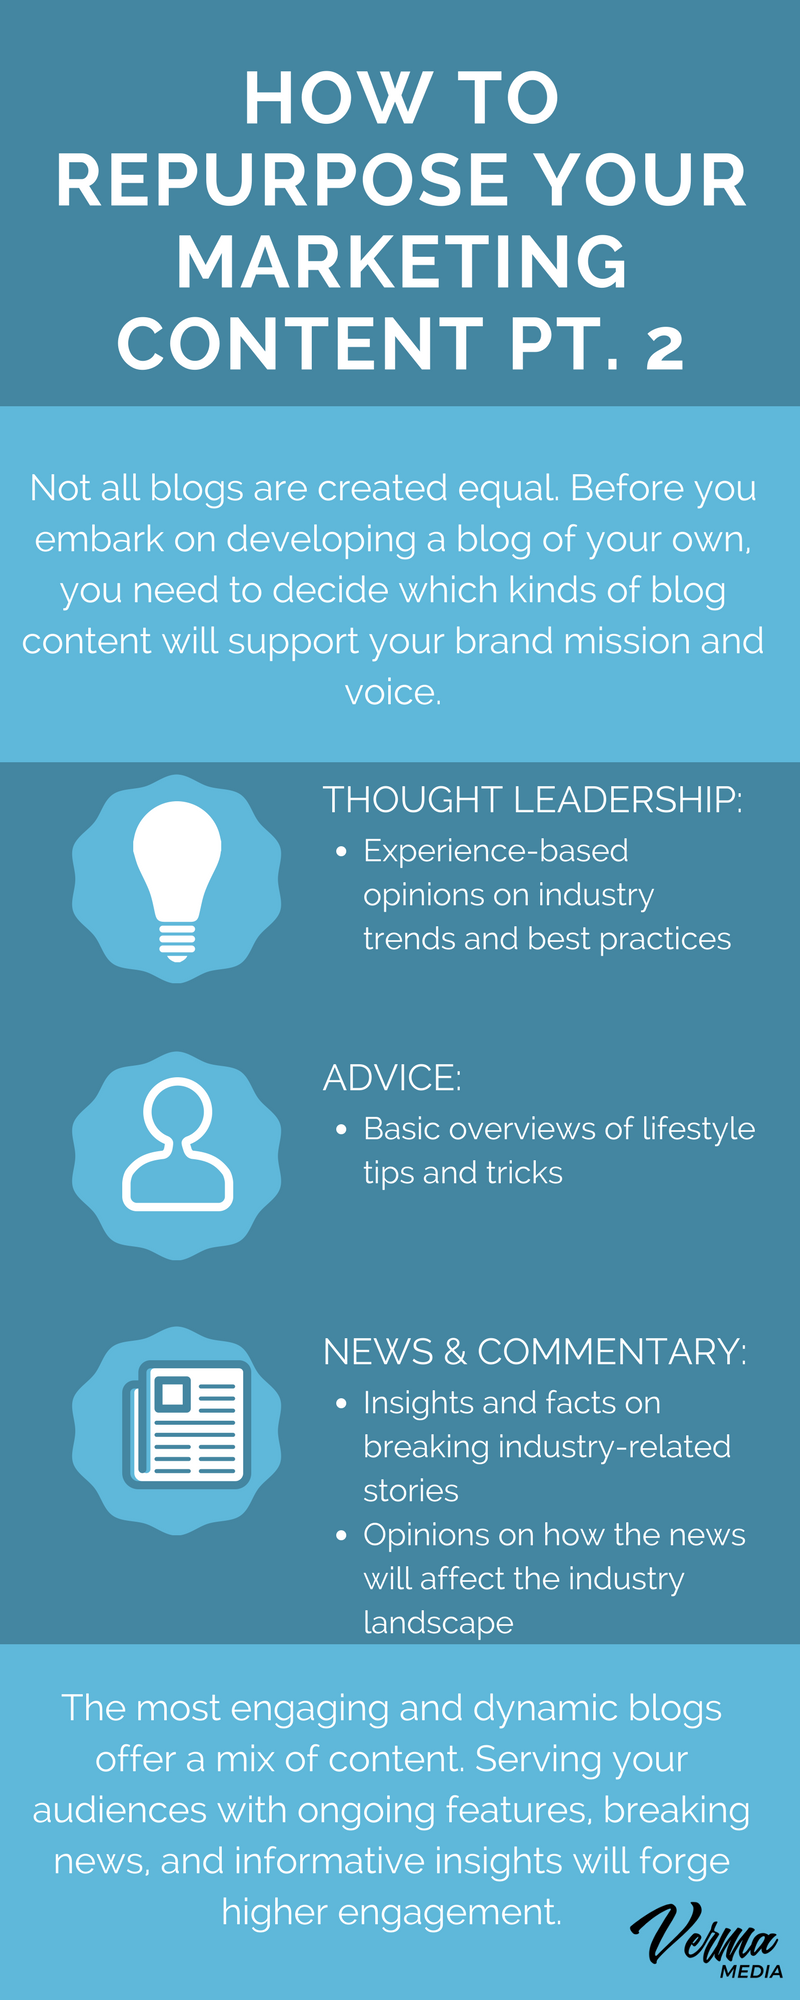 HOW TO
REPURPOSE YOUR
MARKETING
CONTENT PT. 2
Not all blogs are created equal. Before you
embark on developing a blog of your own,
you need to decide which kinds of blog
content will support your brand mission and
voice.
THOUGHT LEADERSHIP:
• Experience-based
opinions on industry
trends and best practices
ADVICE:
• Basic overviews of lifestyle
tips and tricks
NEWS & COMMENTARY:
• Insights and facts on
breaking industry-related
stories
• Opinions on how the news
will affect the industry
landscape
The most engaging and dynamic blogs
offer a mix of content. Serving your
audiences with ongoing features, breaking
news, and informative insights will forge
higher engagement.
Verma
MEDIA